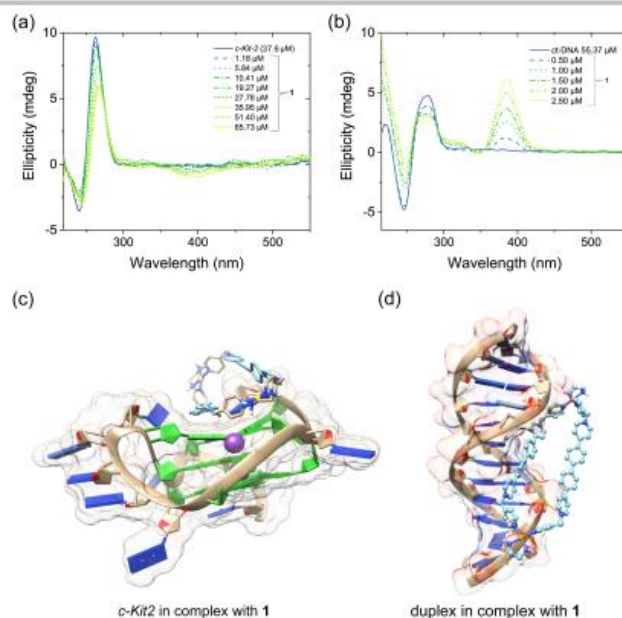 (a)
10
5
0
-5
Ellipticity (mdeg)
c-Kit-2 (37.6 µM)
1.18 µM
5.64 µM
10.41 µM
19.27 µM
27.76 µM
35.95 µM
51.40 µM
65.73 µM
1
300
400
500
Wavelength (nm)
(b)
10
5
0
-5
Ellipticity (mdeg)
ct-DNA 55.37 µM
0.50 µM
1.00 µM
1.50 µM
2.00 µM
2.50 µM
1
300
400
500
Wavelength (nm)
(c)
c-Kit2 in complex with 1
(d)
duplex in complex with 1